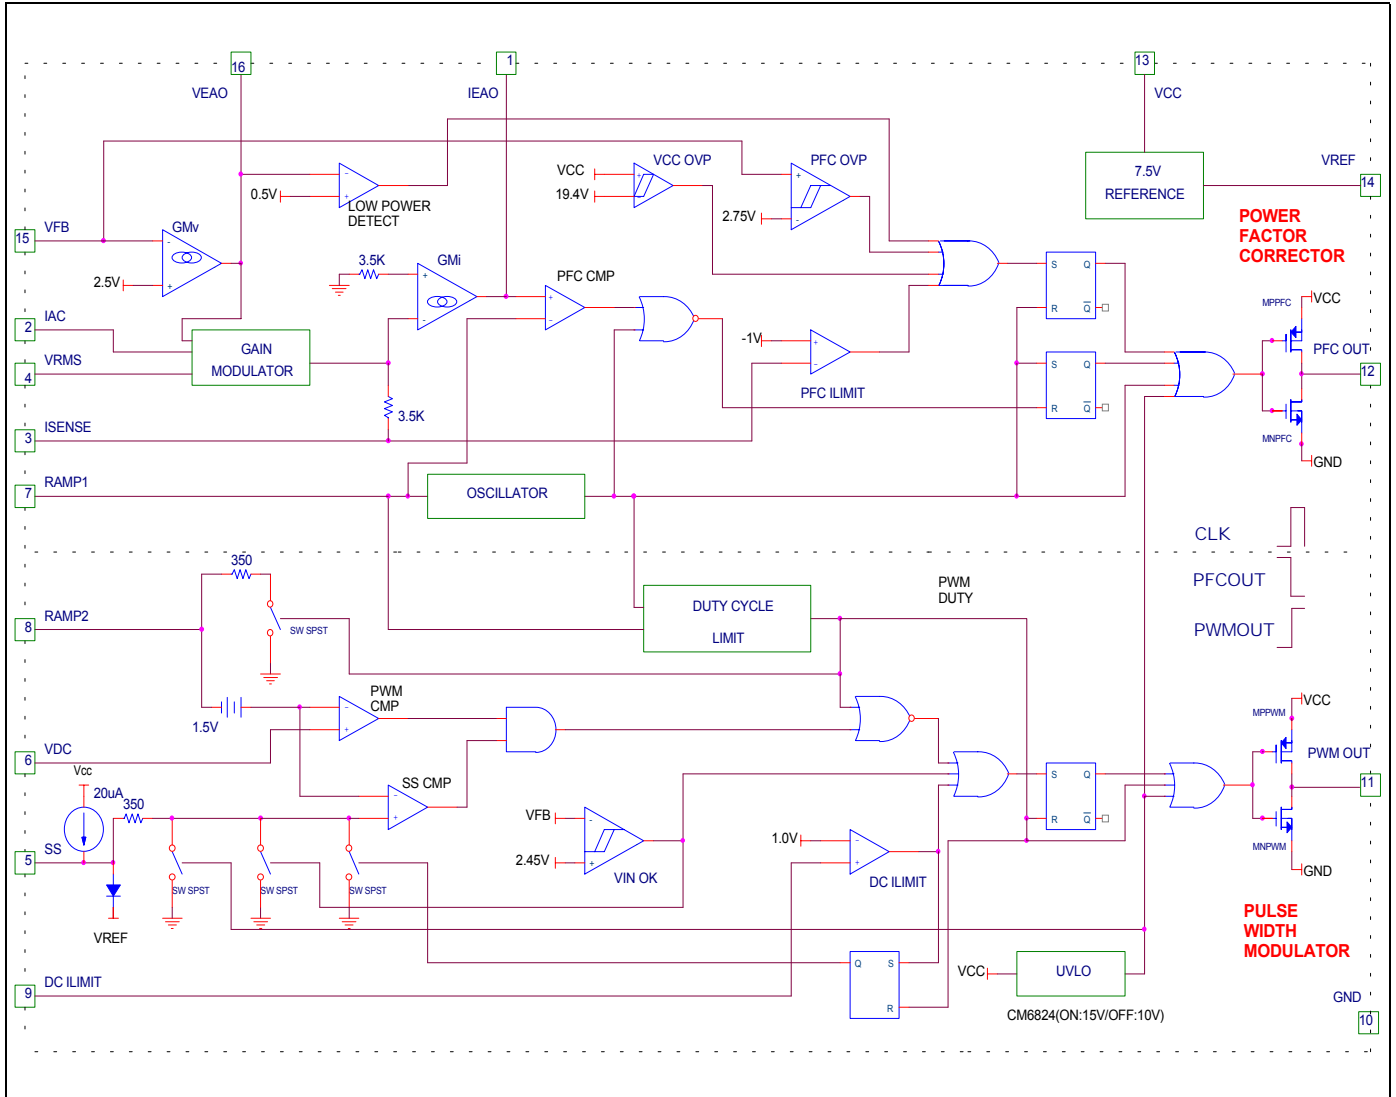 16
1
13
VEAO
IEAO
VCC
VCC OVP
PFC OVP
VCC
7.5V
REFERENCE
VREF
14
0.5V
19.4V
LOW POWER
DETECT
2.75V
POWER
FACTOR
CORRECTOR
15
VFB
GMv
2.5V
3.5K
GMi
PFC CMP
S
Q
R
Q
MPPFC
VCC
2
IAC
-1V
PFC OUT
12
GAIN
MODULATOR
4
VRMS
S
Q
R
Q
PFC ILIMIT
3.5K
3
ISENSE
MNPFC
GND
7
RAMP1
OSCILLATOR
CLK
350
PFCOUT
PWM
DUTY
DUTY CYCLE
LIMIT
8
RAMP2
SW SPST
PWMOUT
PWM
CMP
1.5V
MPPWM
VCC
6
VDC
PWM OUT
11
Vcc
20uA
350
SS CMP
S
Q
R
Q
VFB
1.0V
5
SS
2.45V
VIN OK
DC ILIMIT
MNPWM
GND
SW SPST
SW SPST
SW SPST
VREF
PULSE
WIDTH
MODULATOR
Q
S
R
VCC
UVLO
9
DC ILIMIT
CM6824(ON:15V/OFF:10V)
GND
10